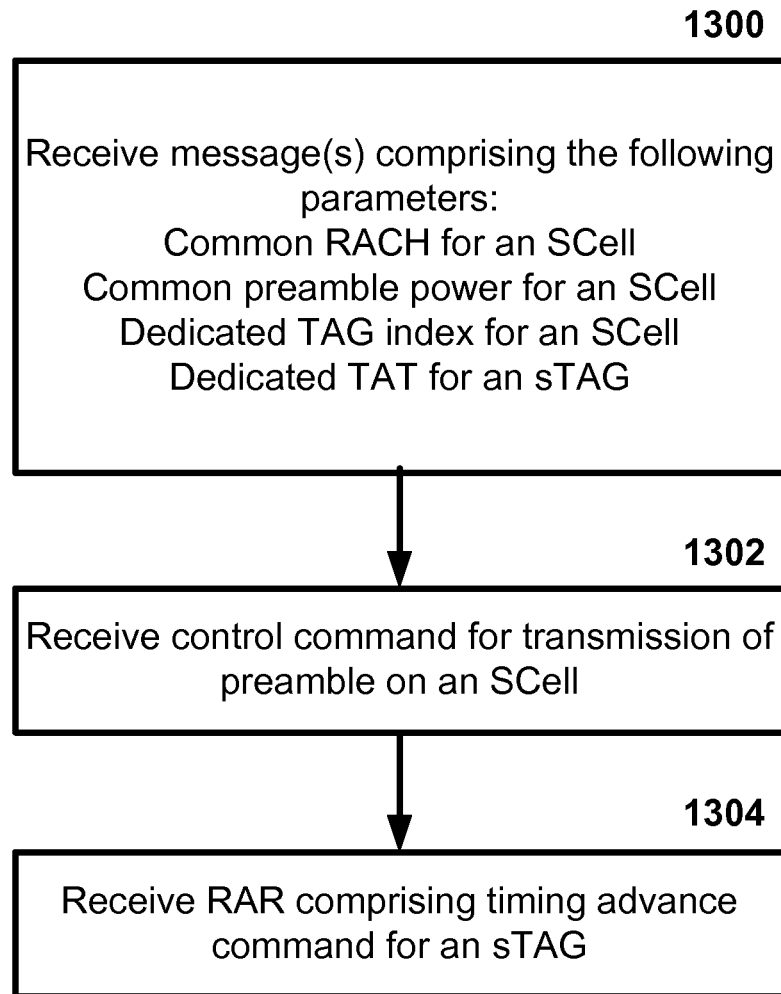 1300
Receive message(s) comprising the following
parameters:
Common RACH for an SCell
Common preamble power for an SCell
Dedicated TAG index for an SCell
Dedicated TAT for an sTAG
1302
Receive control command for transmission of
preamble on an SCell
1304
Receive RAR comprising timing advance
command for an sTAG